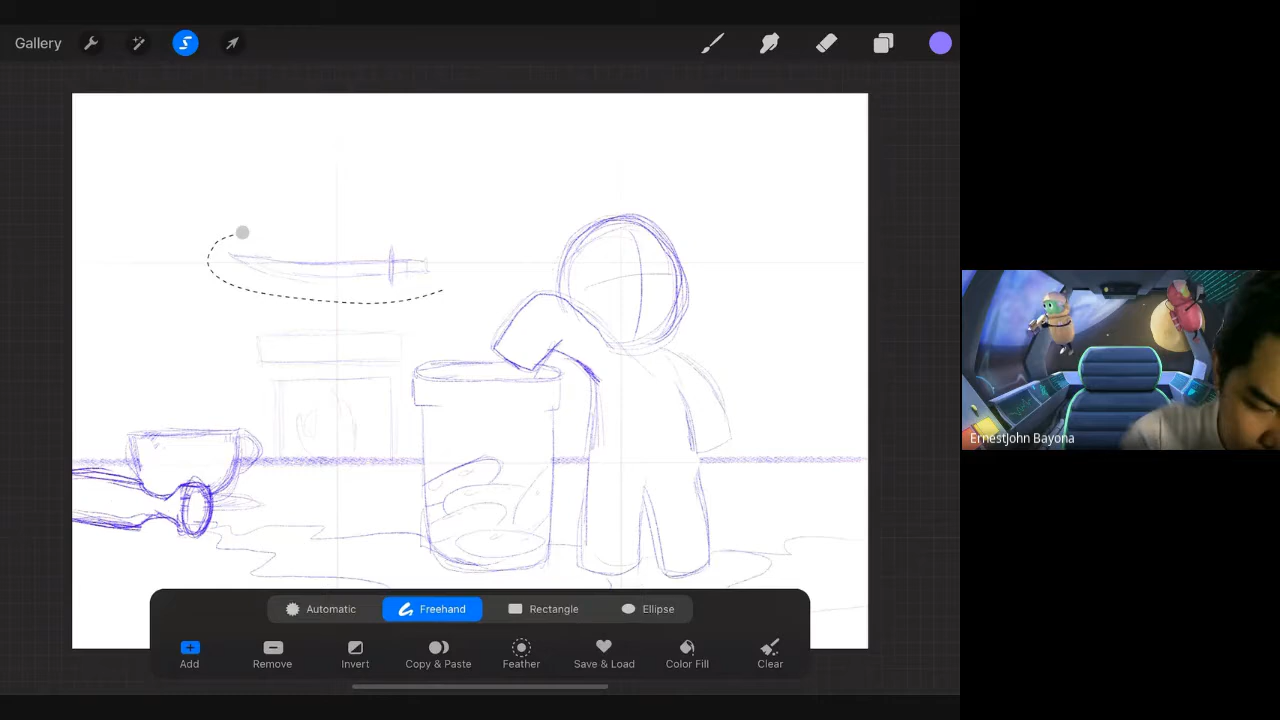 Gallery
Automatic Freehand Rectangle Ellipse
Add Remove Invert Copy & Paste Feather Save & Load Color Fill Clear
ErnestJohn Bayona